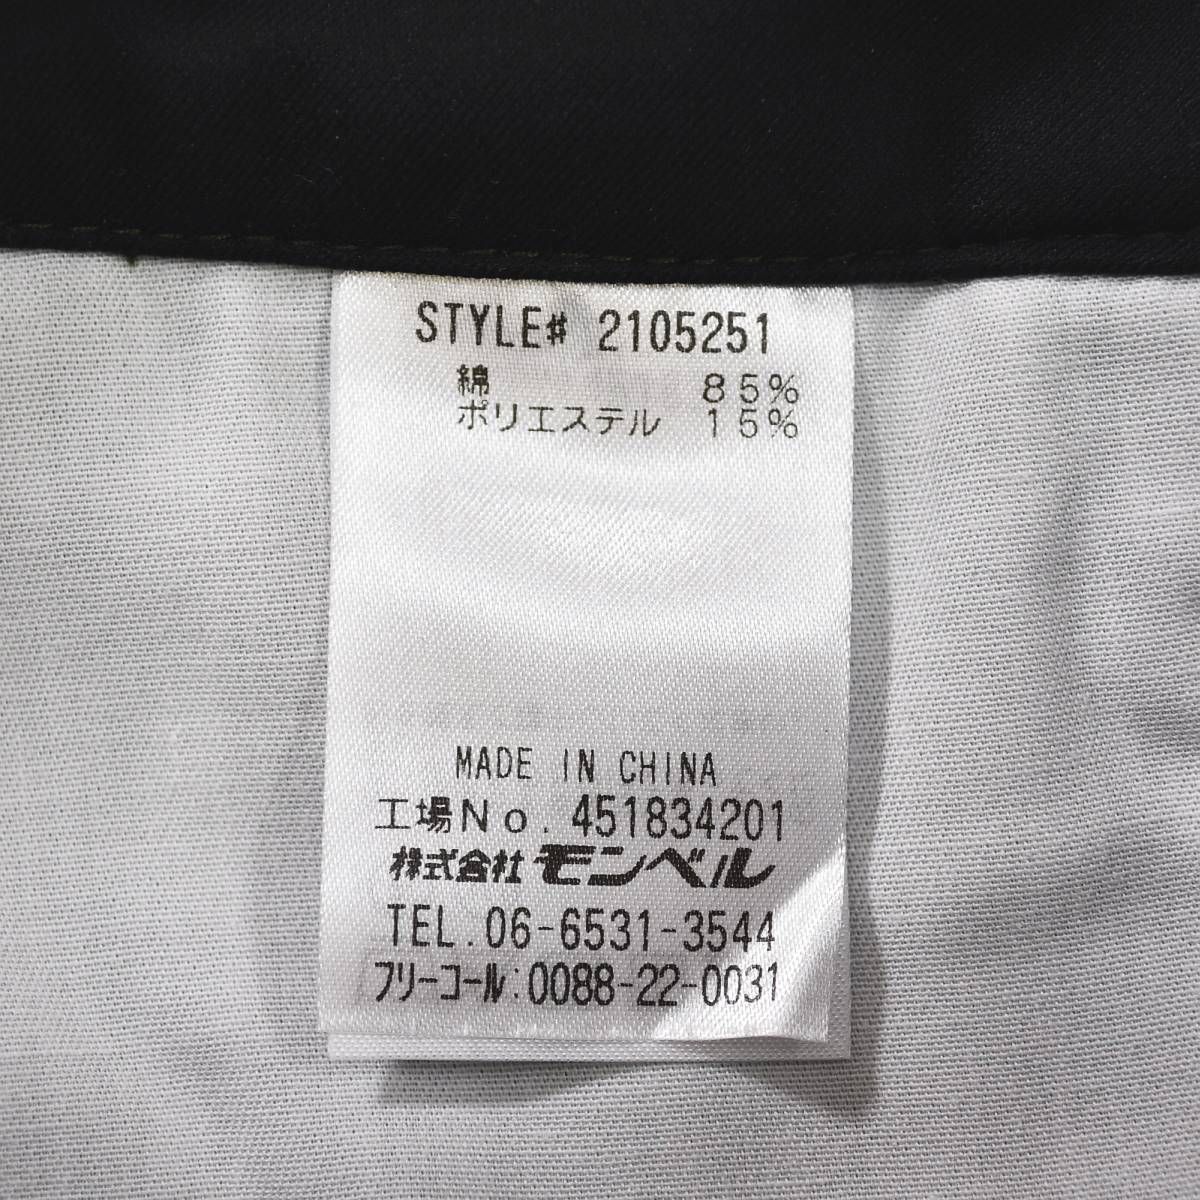 STYLE# 2105251
綿 85%
ポリエステル 15%
MADE IN CHINA
工場No. 451834201
株式会社モンベル
TEL.06-6531-3544
フリーコール:0088-22-0031